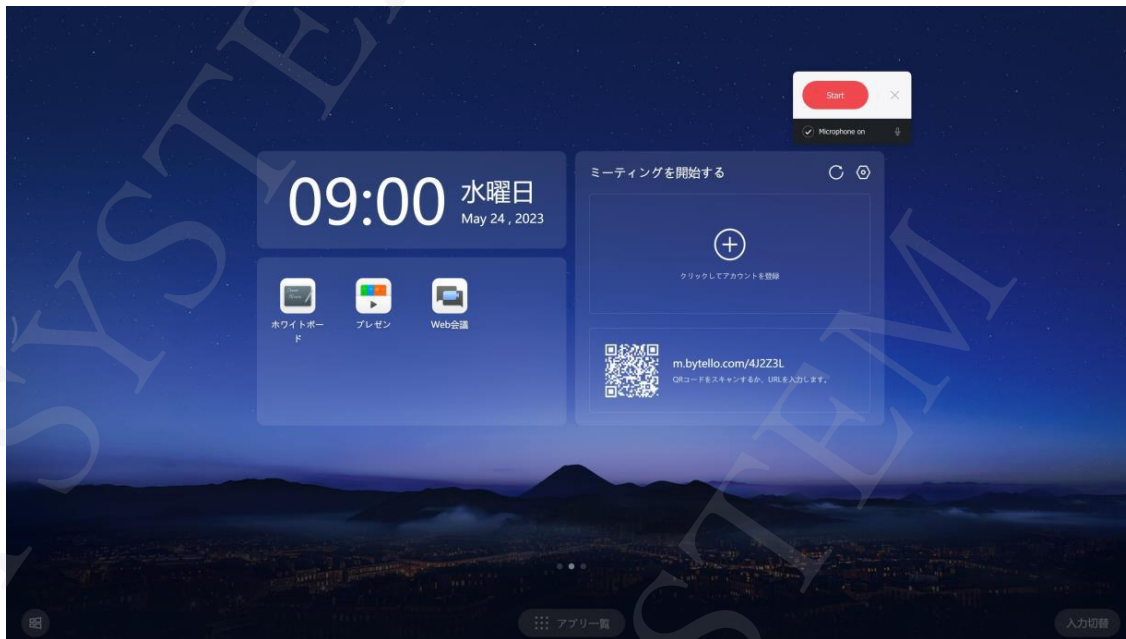 Start
Microphone on
09:00
水曜日
May 24 , 2023
ミーティングを開始する
クリックしてアカウントを登録
ホワイトボー
ド
プレゼン
Web会議
m.bytello.com/4J2Z3L
QRコードをスキャンするか、URLを入力します。
アプリ一覧
入力切替
SYSTEM
STEM